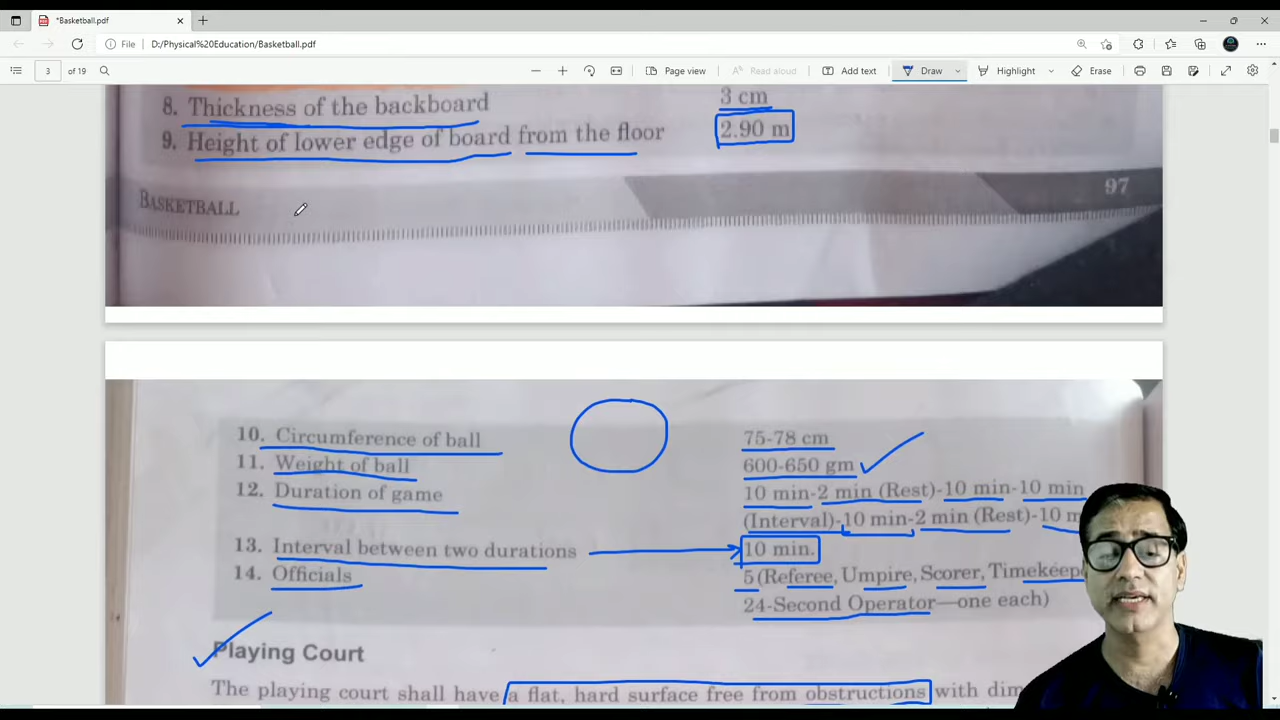 *Basketball.pdf
File D:/Physical%20Education/Basketball.pdf
3 of 19 Page view Read aloud Add text Draw Highlight Erase
8. Thickness of the backboard 3 cm
9. Height of lower edge of board from the floor 2.90 m
BASKETBALL 97
10. Circumference of ball 75-78 cm
11. Weight of ball 600-650 gm
12. Duration of game 10 min-2 min (Rest)-10 min-10 min
(Interval)-10 min-2 min (Rest)-10 m
13. Interval between two durations 10 min.
14. Officials 5 (Referee, Umpire, Scorer, Timekeep
24-Second Operator—one each)
Playing Court
The playing court shall have a flat, hard surface free from obstructions with dim